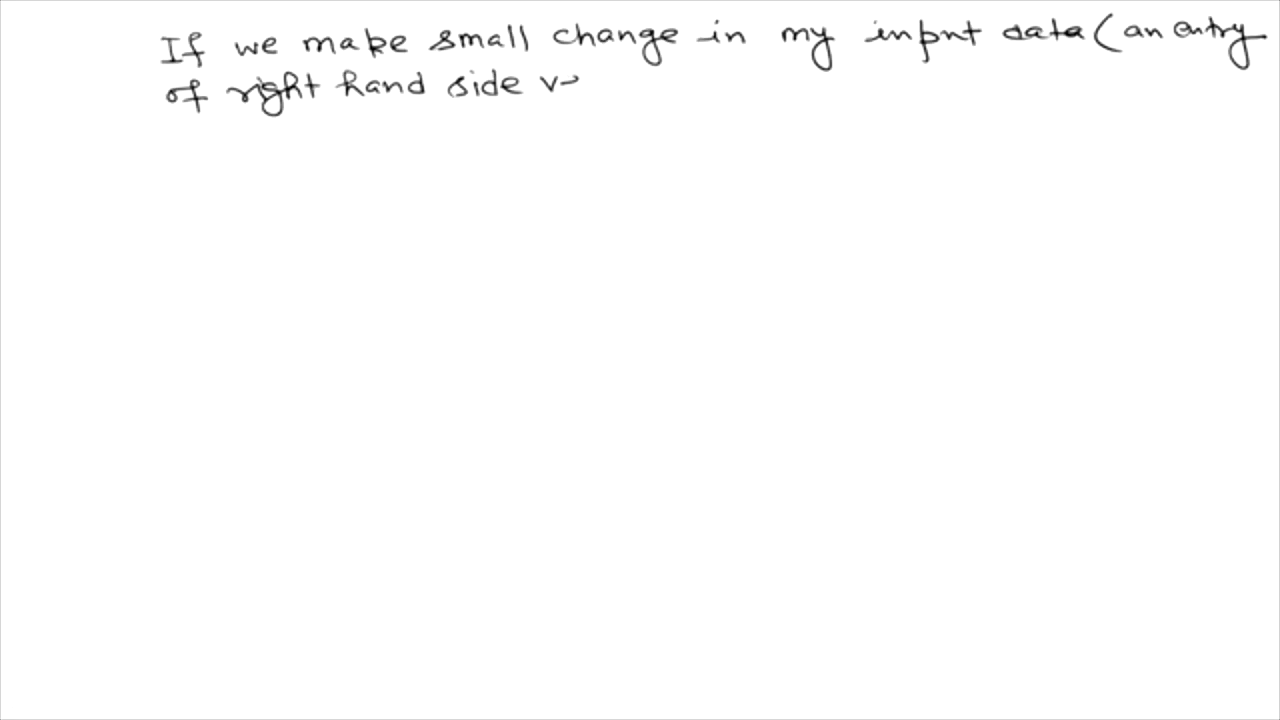 If we make small change in my input data (an entry
of right hand side v